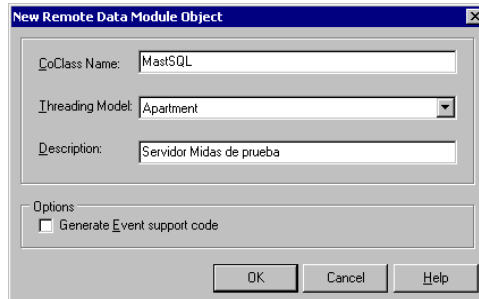 New Remote Data Module Object
CoClass Name: MastSQL
Threading Model: Apartment
Description: Servidor Midas de prueba
Options
Generate Event support code
OK Cancel Help